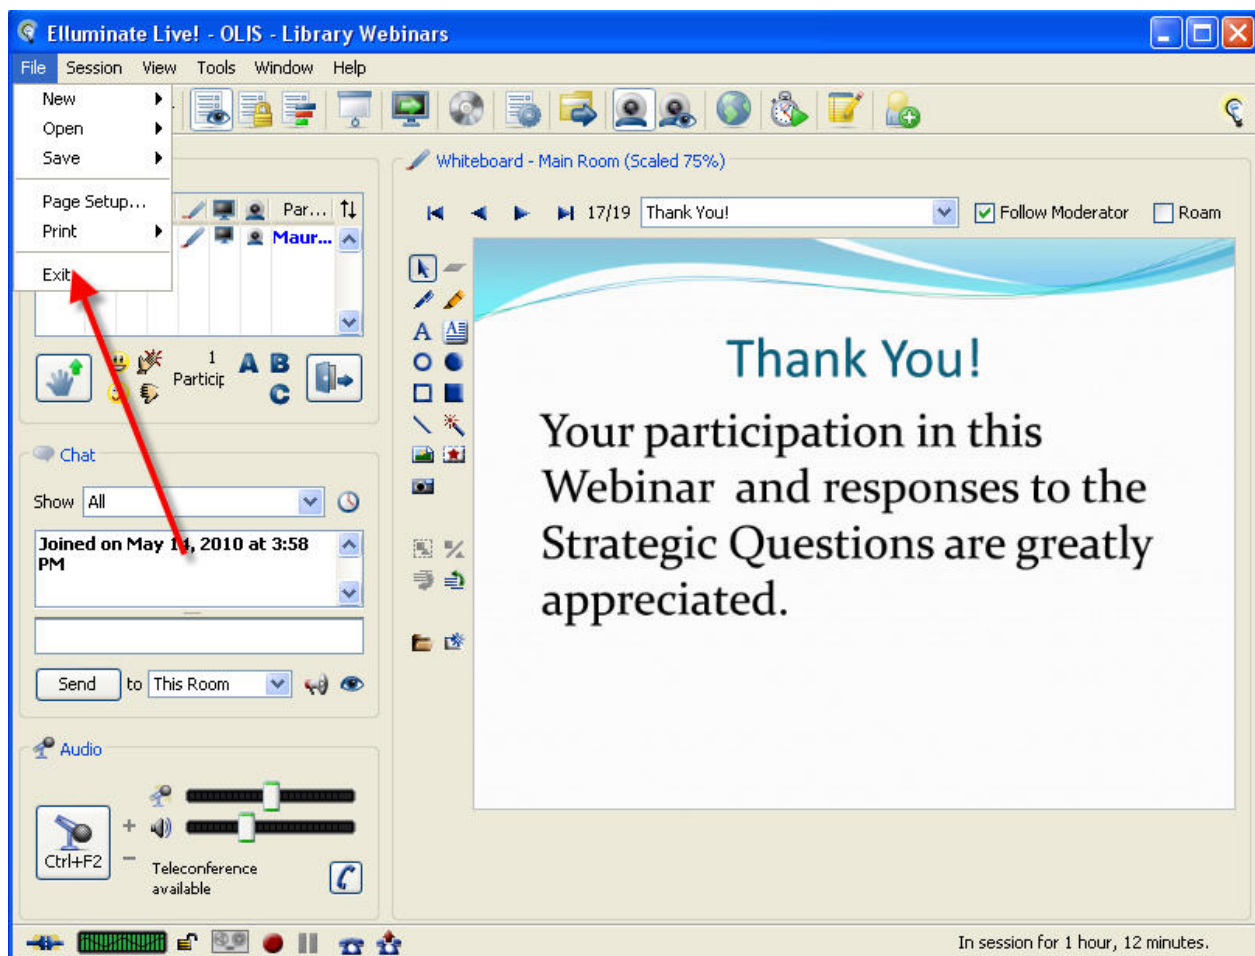 Elluminate Live! - OLIS - Library Webinars
File Session View Tools Window Help
New
Open
Save
Page Setup...
Print
Exit
Par...
Maur...
1
Particip
A B
C
Chat
Show All
Joined on May 14, 2010 at 3:58
PM
Send to This Room
Audio
Ctrl+F2
Teleconference
available
Whiteboard - Main Room (Scaled 75%)
17/19 Thank You! Follow Moderator Roam
A A
Thank You!
Your participation in this
Webinar and responses to the
Strategic Questions are greatly
appreciated.
In session for 1 hour, 12 minutes.